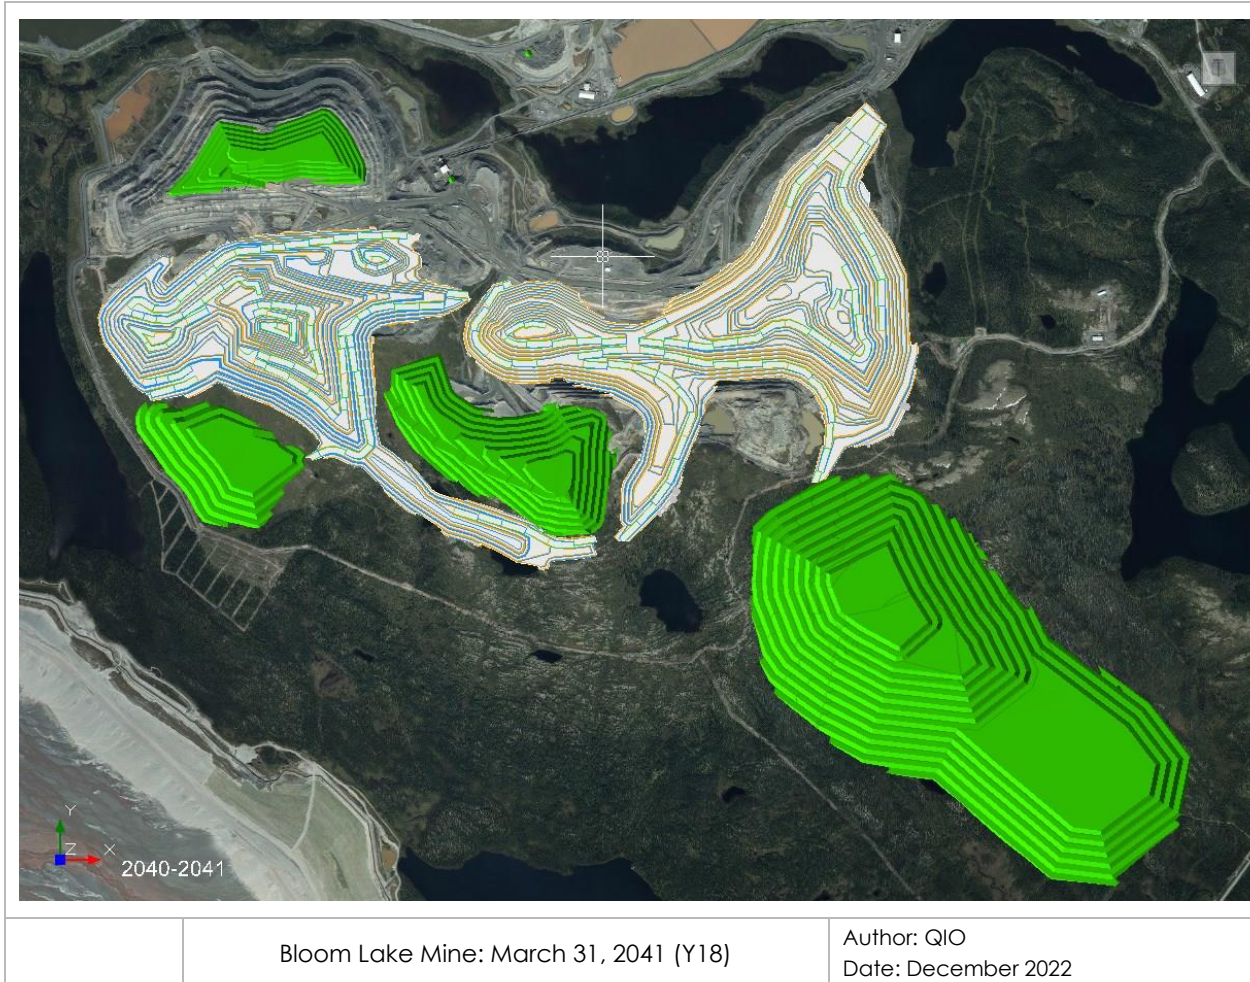 N
T
S
Y
Z
X
2040-2041
Bloom Lake Mine: March 31, 2041 (Y18)
Author: QIO
Date: December 2022